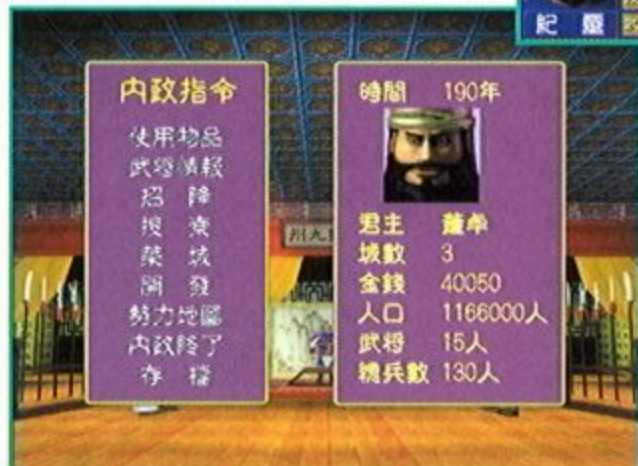 紀靈
內政指令
使用物品
武將情報
招降
搜索
築城
開發
勢力地圖
內政終了
存檔
時間 190年
君主 董卓
城數 3
金錢 40050
人口 1166000人
武將 15人
總兵數 130人